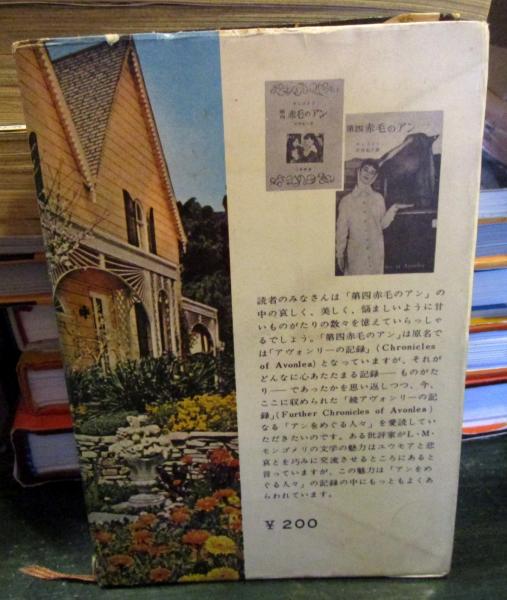 第四 赤毛のアン
赤毛のアン
第四赤毛のアン
of Avonlea
読者のみなさんは「第四赤毛のアン」の
中の哀しく、美しく、悩ましいように甘
いものがたりの数々を憶えていらっしゃ
るでしょう。「第四赤毛のアン」は原名で
は「アヴォンリーの記録」(Chronicles
of Avonlea)となっていますが、それが
どんなに心あたたまる記録――ものがた
り――であったかを思い返しつつ、今、
ここに収められた「続アヴォンリーの記
録」(Further Chronicles of Avonlea)
なる「アンをめぐる人々」を愛読してい
ただきたいのです。ある批評家がL・M・
モンゴメリの文学の魅力はユウモアと悲
哀とを巧みに交流させるところにあると
言っていますが、この魅力は「アンをめ
ぐる人々」の記録の中にもっともよくあ
らわれています。
¥200